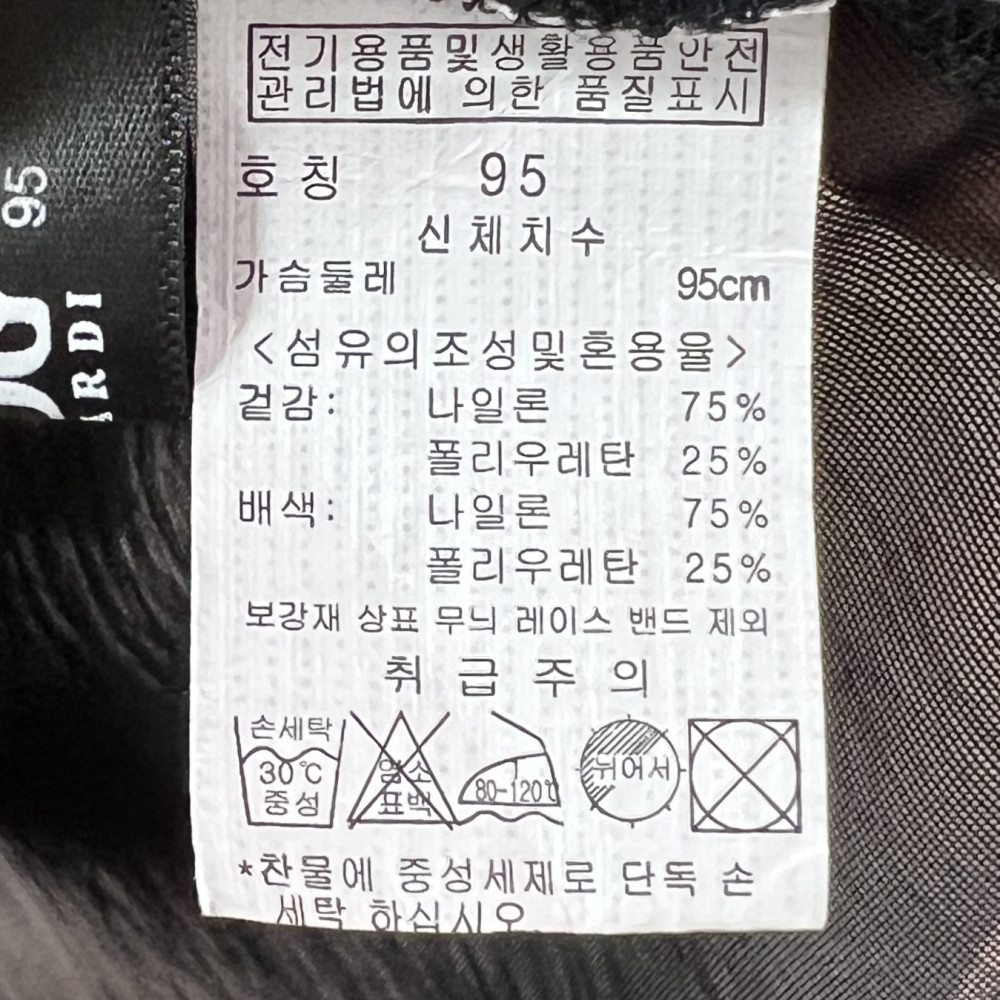 전기용품및생활용품안전
관리법에 의한 품질표시
호칭 95
신체치수
가슴둘레 95cm
<섬유의조성및혼용율>
겉감: 나일론 75%
폴리우레탄 25%
배색: 나일론 75%
폴리우레탄 25%
보강재 상표 무늬 레이스 밴드 제외
취급주의
손세탁
30℃
중성
염소
표백
80-120℃
뉘어서
*찬물에 중성세제로 단독 손
세탁 하십시오.
95
ARDI